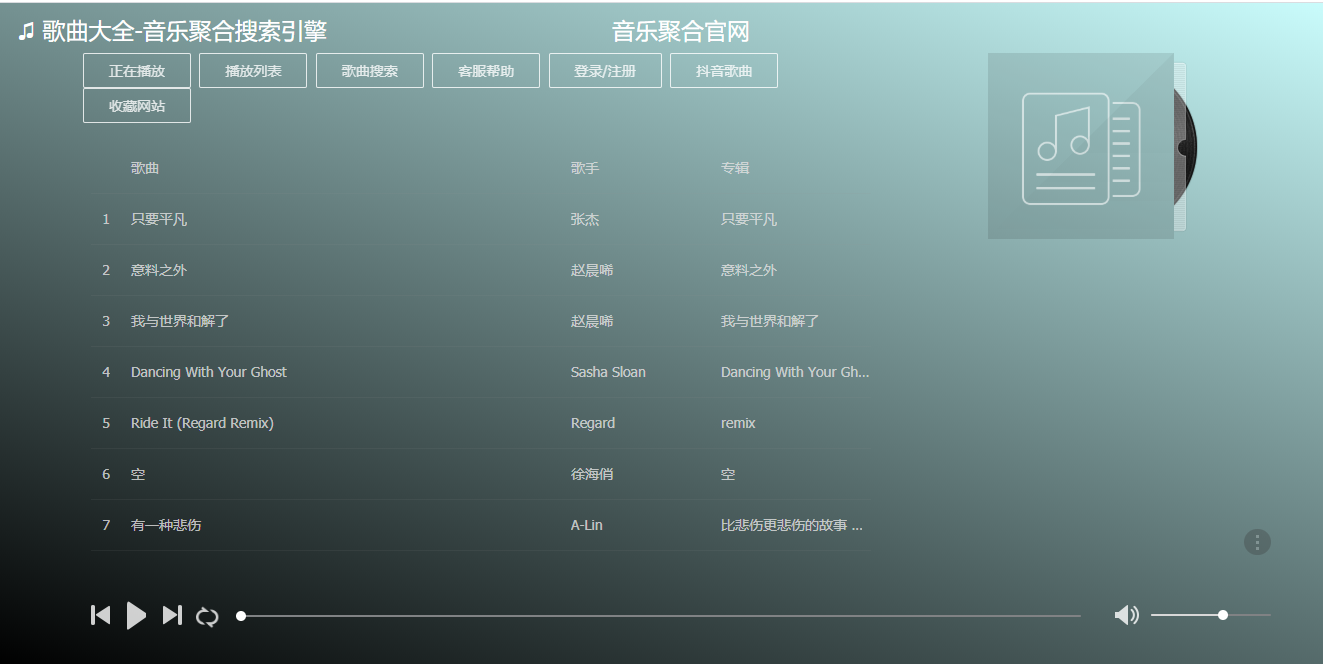 歌曲大全-音乐聚合搜索引擎 音乐聚合官网
正在播放 播放列表 歌曲搜索 客服帮助 登录/注册 抖音歌曲
收藏网站
歌曲 歌手 专辑
1 只要平凡 张杰 只要平凡
2 意料之外 赵晨唏 意料之外
3 我与世界和解了 赵晨唏 我与世界和解了
4 Dancing With Your Ghost Sasha Sloan Dancing With Your Gh...
5 Ride It (Regard Remix) Regard remix
6 空 徐海俏 空
7 有一种悲伤 A-Lin 比悲伤更悲伤的故事 ...